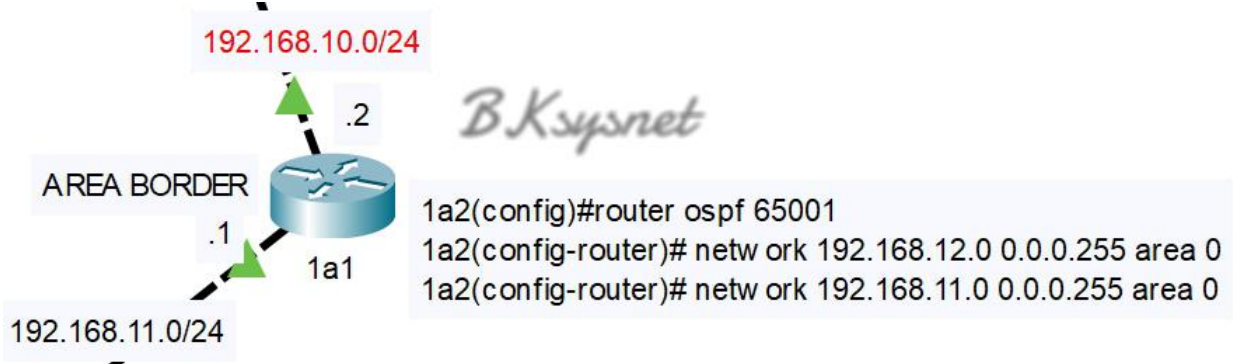 192.168.10.0/24
.2
B.Ksysnet
AREA BORDER
.1
1a1
1a2(config)#router ospf 65001
1a2(config-router)# netw ork 192.168.12.0 0.0.0.255 area 0
1a2(config-router)# netw ork 192.168.11.0 0.0.0.255 area 0
192.168.11.0/24